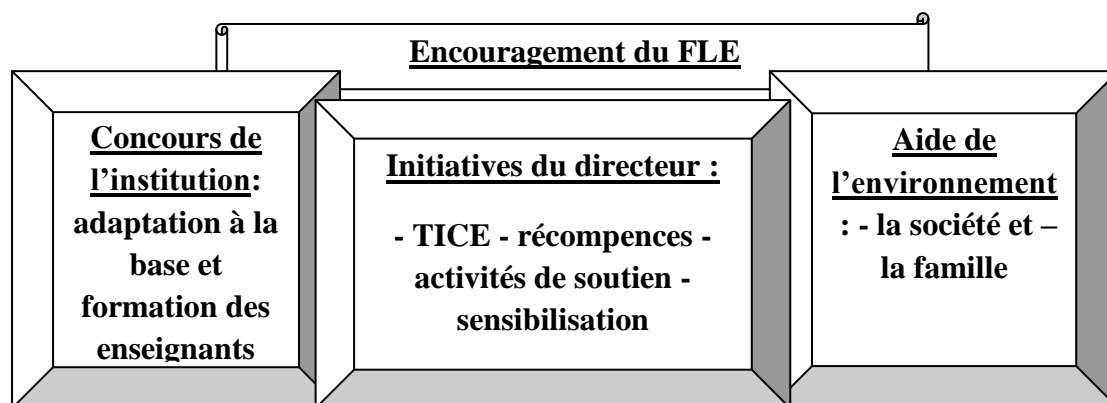 Encouragement du FLE
Concours de
l’institution:
adaptation à la
base et
formation des
enseignants
Initiatives du directeur :
- TICE - récompences -
activités de soutien -
sensibilisation
Aide de
l’environnement
: - la société et –
la famille